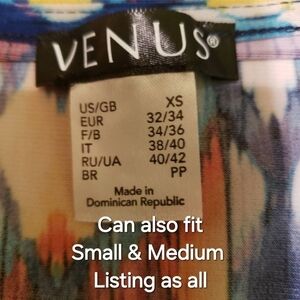 VENUS®
US/GB XS
EUR 32/34
F/B 34/36
IT 38/40
RU/UA 40/42
BR PP
Made in
Dominican Republic
Can also fit
Small & Medium
Listing as all